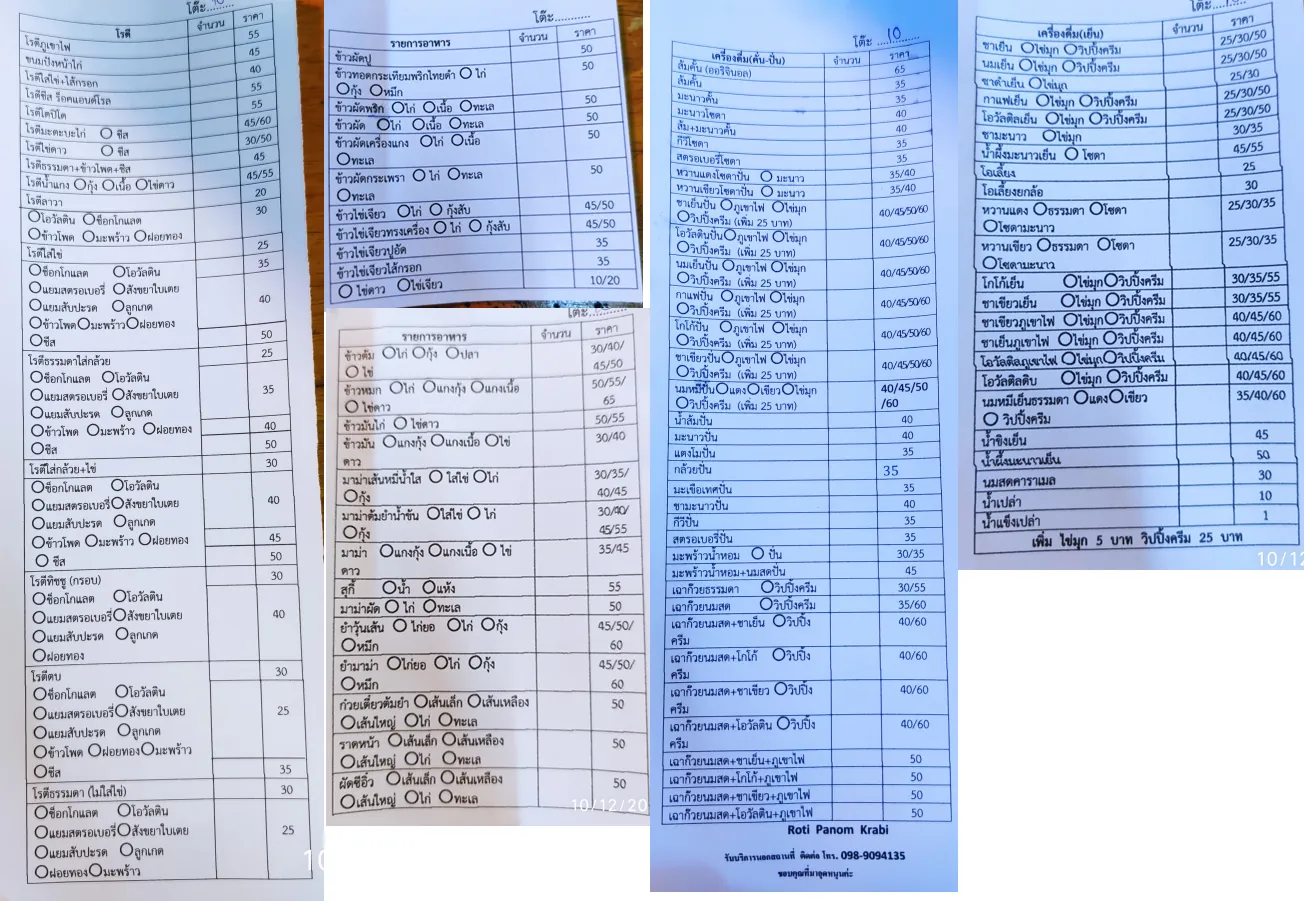 โต๊ะ....10
โรตี จำนวน ราคา
โรตีภูเขาไฟ 55
ขนมปังหน้าไก่ 45
โรตีใส่ไข่+ไส้กรอก 40
โรตีชีส ร็อคแอนด์โรล 55
โรตีโตปิโต 55
โรตีมะตะบะไก่ ชีส 45/60
โรตีไข่ดาว ชีส 30/50
โรตีธรรมดา+ข้าวโพด+ชีส 45
โรตีน้ำแกง กุ้ง เนื้อ ไข่ดาว 45/55
โรตีลาวา 20
โอวัลติน ช็อกโกแลต 30
ข้าวโพด มะพร้าว ฝอยทอง
โรตีใส่ไข่ 25
ช็อกโกแลต โอวัลติน 35
แยมสตรอเบอรี่ สังขยาใบเตย 40
แยมสับปะรด ลูกเกด
ข้าวโพด มะพร้าว ฝอยทอง
ชีส 50
โรตีธรรมดาใส่กล้วย 25
ช็อกโกแลต โอวัลติน 35
แยมสตรอเบอรี่ สังขยาใบเตย
แยมสับปะรด ลูกเกด
ข้าวโพด มะพร้าว ฝอยทอง 40
ชีส 50
โรตีใส่กล้วย+ไข่ 30
ช็อกโกแลต โอวัลติน 40
แยมสตรอเบอรี่ สังขยาใบเตย
แยมสับปะรด ลูกเกด
ข้าวโพด มะพร้าว ฝอยทอง 45
ชีส 50
โรตีทิชชู (กรอบ) 30
ช็อกโกแลต โอวัลติน 40
แยมสตรอเบอรี่ สังขยาใบเตย
แยมสับปะรด ลูกเกด
ฝอยทอง
โรตีตบ 30
ช็อกโกแลต โอวัลติน 25
แยมสตรอเบอรี่ สังขยาใบเตย
แยมสับปะรด ลูกเกด
ข้าวโพด ฝอยทอง มะพร้าว
ชีส 35
โรตีธรรมดา (ไม่ใส่ไข่) 30
ช็อกโกแลต โอวัลติน 25
แยมสตรอเบอรี่ สังขยาใบเตย
แยมสับปะรด ลูกเกด
ฝอยทอง มะพร้าว
10
โต๊ะ...........
รายการอาหาร จำนวน ราคา
ข้าวผัดปู 50
ข้าวทอดกระเทียมพริกไทยดำ ไก่ 50
กุ้ง หมึก
ข้าวผัดพริก ไก่ เนื้อ ทะเล 50
ข้าวผัด ไก่ เนื้อ ทะเล 50
ข้าวผัดเครื่องแกง ไก่ เนื้อ 50
ทะเล
ข้าวผัดกระเพรา ไก่ ทะเล 50
ทะเล
ข้าวไข่เจียว ไก่ กุ้งสับ 45/50
ข้าวไข่เจียวทรงเครื่อง ไก่ กุ้งสับ 45/50
ข้าวไข่เจียวปูอัด 35
ข้าวไข่เจียวไส้กรอก 35
ไข่ดาว ไข่เจียว 10/20
โต๊ะ...........
รายการอาหาร จำนวน ราคา
ข้าวต้ม ไก่ กุ้ง ปลา 30/40/
ไข่ 45/50
ข้าวหมก ไก่ แกงกุ้ง แกงเนื้อ 50/55/
ไข่ดาว 65
ข้าวมันไก่ ไข่ดาว 50/55
ข้าวมัน แกงกุ้ง แกงเนื้อ ไข่ 30/40
ดาว
มาม่าเส้นหมี่น้ำใส ใส่ไข่ ไก่ 30/35/
กุ้ง 40/45
มาม่าต้มยำน้ำข้น ใส่ไข่ ไก่ 30/40/
กุ้ง 45/55
มาม่า แกงกุ้ง แกงเนื้อ ไข่ 35/45
ดาว
สุกี้ น้ำ แห้ง 55
มาม่าผัด ไก่ ทะเล 50
ยำวุ้นเส้น ไก่ยอ ไก่ กุ้ง 45/50/
หมึก 60
ยำมาม่า ไก่ยอ ไก่ กุ้ง 45/50/
หมึก 60
ก๋วยเตี๋ยวต้มยำ เส้นเล็ก เส้นเหลือง 50
เส้นใหญ่ ไก่ ทะเล
ราดหน้า เส้นเล็ก เส้นเหลือง 50
เส้นใหญ่ ไก่ ทะเล
ผัดซีอิ๊ว เส้นเล็ก เส้นเหลือง 50
เส้นใหญ่ ไก่ ทะเล
10/12/20
โต๊ะ ....10
เครื่องดื่ม(คั้น-ปั่น) จำนวน ราคา
ส้มคั้น (ออริจินอล) 65
ส้มคั้น 35
มะนาวคั้น 35
มะนาวโซดา 40
ส้ม+มะนาวคั้น 40
กีวีโซดา 35
สตรอเบอรี่โซดา 35
หวานแดงโซดาปั่น มะนาว 35/40
หวานเขียวโซดาปั่น มะนาว 35/40
ชาเย็นปั่น ภูเขาไฟ ไข่มุก 40/45/50/60
วิปปิ้งครีม (เพิ่ม 25 บาท)
โอวัลตินปั่น ภูเขาไฟ ไข่มุก 40/45/50/60
วิปปิ้งครีม (เพิ่ม 25 บาท)
นมเย็นปั่น ภูเขาไฟ ไข่มุก 40/45/50/60
วิปปิ้งครีม (เพิ่ม 25 บาท)
กาแฟปั่น ภูเขาไฟ ไข่มุก 40/45/50/60
วิปปิ้งครีม (เพิ่ม 25 บาท)
โกโก้ปั่น ภูเขาไฟ ไข่มุก 40/45/50/60
วิปปิ้งครีม (เพิ่ม 25 บาท)
ชาเขียวปั่น ภูเขาไฟ ไข่มุก 40/45/50/60
วิปปิ้งครีม (เพิ่ม 25 บาท)
นมหมีปั่น แดง เขียว ไข่มุก 40/45/50
วิปปิ้งครีม (เพิ่ม 25 บาท) /60
น้ำส้มปั่น 40
มะนาวปั่น 40
แตงโมปั่น 35
กล้วยปั่น 35
มะเขือเทศปั่น 35
ชามะนาวปั่น 40
กีวีปั่น 35
สตรอเบอรี่ปั่น 35
มะพร้าวน้ำหอม ปั่น 30/35
มะพร้าวน้ำหอม+นมสดปั่น 45
เฉาก๊วยธรรมดา วิปปิ้งครีม 30/55
เฉาก๊วยนมสด วิปปิ้งครีม 35/60
เฉาก๊วยนมสด+ชาเย็น วิปปิ้ง 40/60
ครีม
เฉาก๊วยนมสด+โกโก้ วิปปิ้ง 40/60
ครีม
เฉาก๊วยนมสด+ชาเขียว วิปปิ้ง 40/60
ครีม
เฉาก๊วยนมสด+โอวัลติน วิปปิ้ง 40/60
ครีม
เฉาก๊วยนมสด+ชาเย็น+ภูเขาไฟ 50
เฉาก๊วยนมสด+โกโก้+ภูเขาไฟ 50
เฉาก๊วยนมสด+ชาเขียว+ภูเขาไฟ 50
เฉาก๊วยนมสด+โอวัลติน+ภูเขาไฟ 50
Roti Panom Krabi
รับบริการนอกสถานที่ ติดต่อ โทร. 098-9094135
ขอบคุณที่มาอุดหนุนค่ะ
โต๊ะ....10
เครื่องดื่ม(เย็น) จำนวน ราคา
ชาเย็น ไข่มุก วิปปิ้งครีม 25/30/50
นมเย็น ไข่มุก วิปปิ้งครีม 25/30/50
ชาดำเย็น ไข่มุก 25/30
กาแฟเย็น ไข่มุก วิปปิ้งครีม 25/30/50
โอวัลติลเย็น ไข่มุก วิปปิ้งครีม 25/30/50
ชามะนาว ไข่มุก 30/35
น้ำผึ้งมะนาวเย็น โซดา 45/55
โอเลี้ยง 25
โอเลี้ยงยกล้อ 30
หวานแดง ธรรมดา โซดา 25/30/35
โซดามะนาว
หวานเขียว ธรรมดา โซดา 25/30/35
โซดามะนาว
โกโก้เย็น ไข่มุก วิปปิ้งครีม 30/35/55
ชาเขียวเย็น ไข่มุก วิปปิ้งครีม 30/35/55
ชาเขียวภูเขาไฟ ไข่มุก วิปปิ้งครีม 40/45/60
ชาเย็นภูเขาไฟ ไข่มุก วิปปิ้งครีม 40/45/60
โอวัลติลภูเขาไฟ ไข่มุก วิปปิ้งครีม 40/45/60
โอวัลติลดิบ ไข่มุก วิปปิ้งครีม 40/45/60
นมหมีเย็นธรรมดา แดง เขียว 35/40/60
วิปปิ้งครีม
น้ำขิงเย็น 45
น้ำผึ้งมะนาวเย็น 50
นมสดคาราเมล 30
น้ำเปล่า 10
น้ำแข็งเปล่า 1
เพิ่ม ไข่มุก 5 บาท วิปปิ้งครีม 25 บาท
10/12